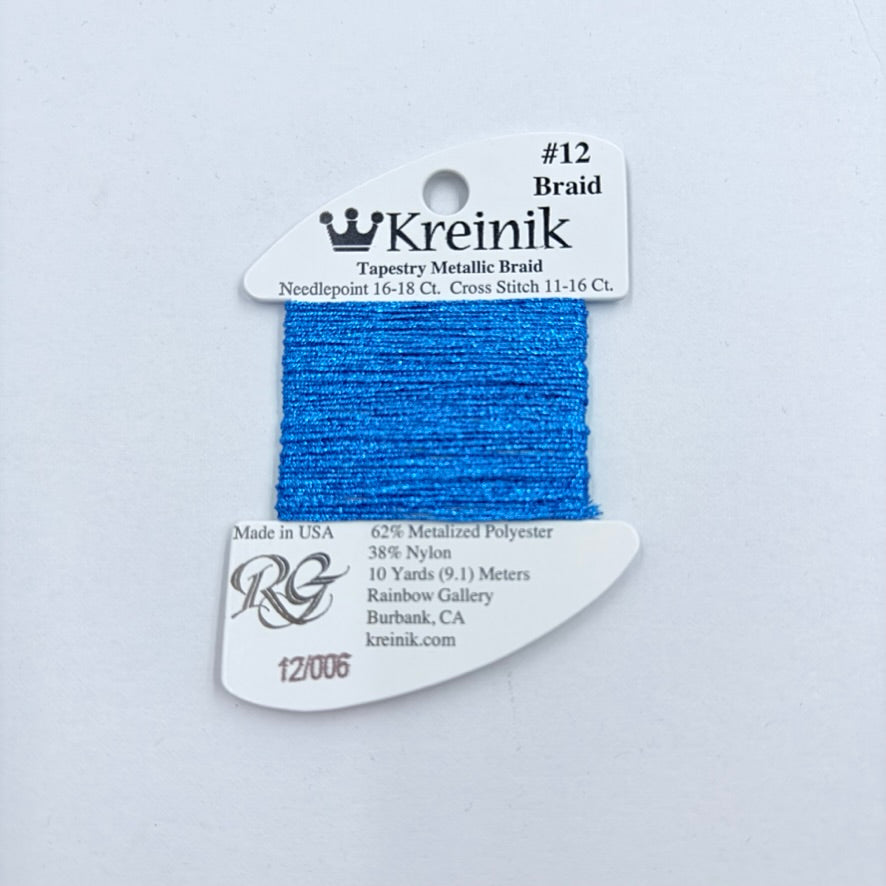 #12
Braid
Kreinik
Tapestry Metallic Braid
Needlepoint 16-18 Ct. Cross Stitch 11-16 Ct.
Made in USA
RG
12/006
62% Metalized Polyester
38% Nylon
10 Yards (9.1) Meters
Rainbow Gallery
Burbank, CA
kreinik.com